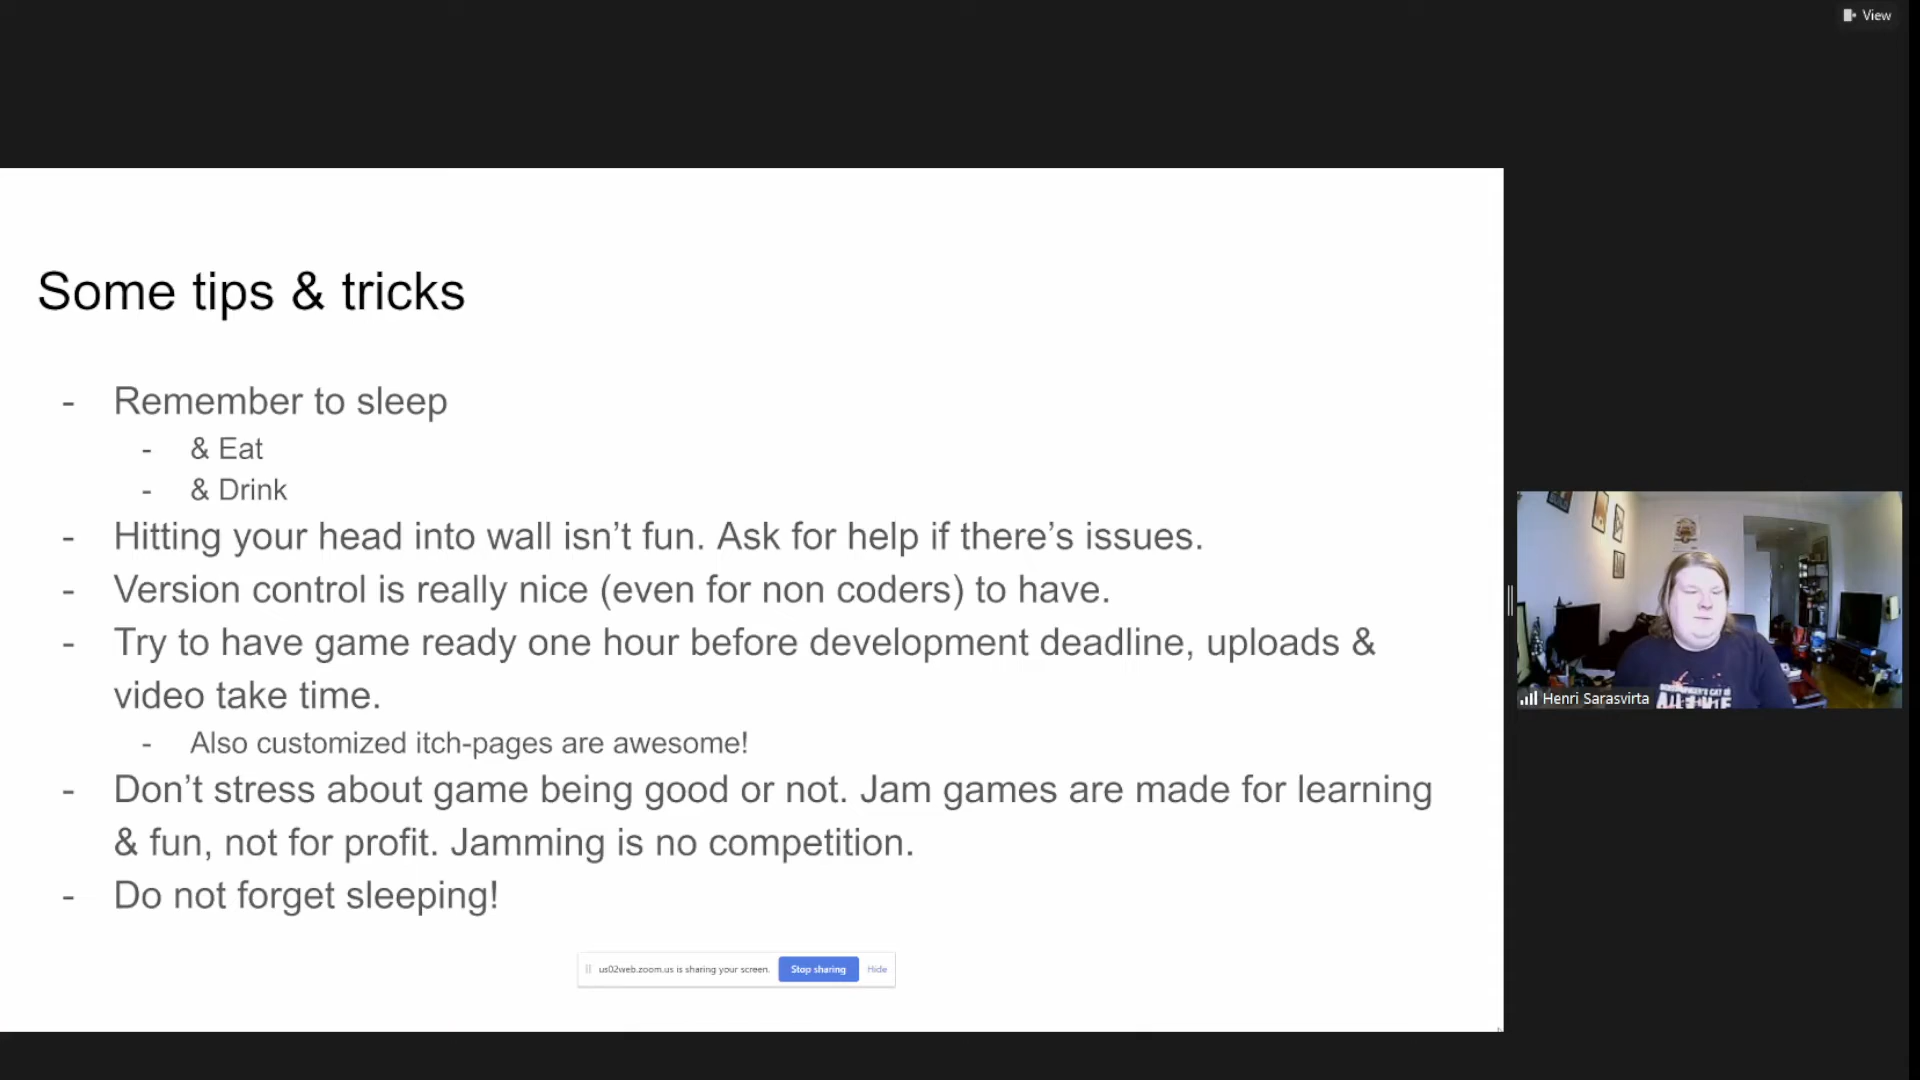 View
Some tips & tricks
- Remember to sleep
- & Eat
- & Drink
- Hitting your head into wall isn’t fun. Ask for help if there’s issues.
- Version control is really nice (even for non coders) to have.
- Try to have game ready one hour before development deadline, uploads &
video take time.
- Also customized itch-pages are awesome!
- Don’t stress about game being good or not. Jam games are made for learning
& fun, not for profit. Jamming is no competition.
- Do not forget sleeping!
us02web.zoom.us is sharing your screen.
Stop sharing
Hide
CAT IS
ALIVE
Henri Sarasvirta